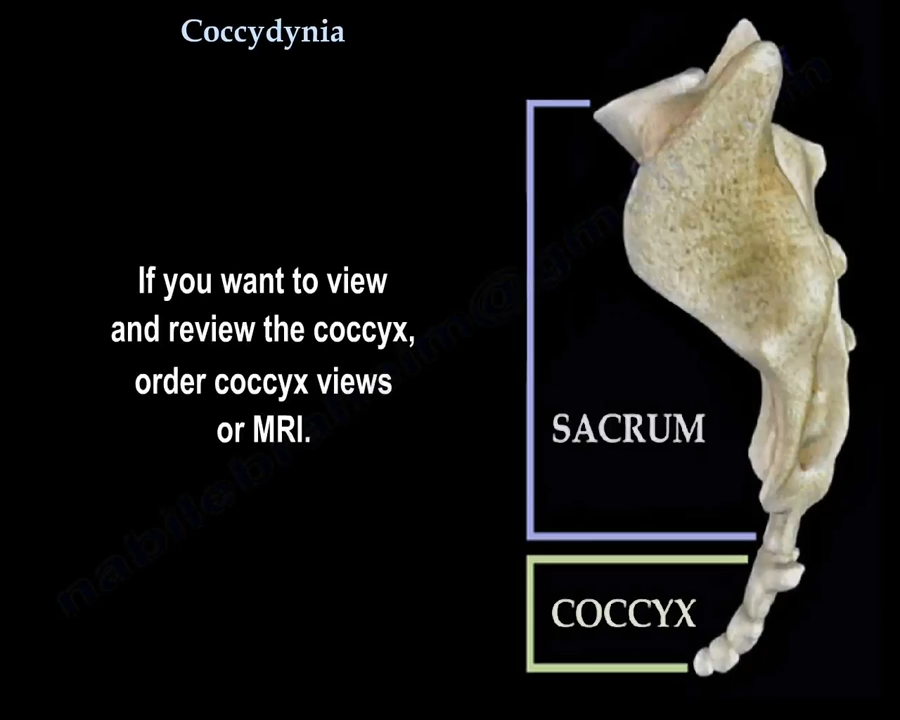 Coccydynia
If you want to view
and review the coccyx,
order coccyx views
or MRI.
SACRUM
COCCYX